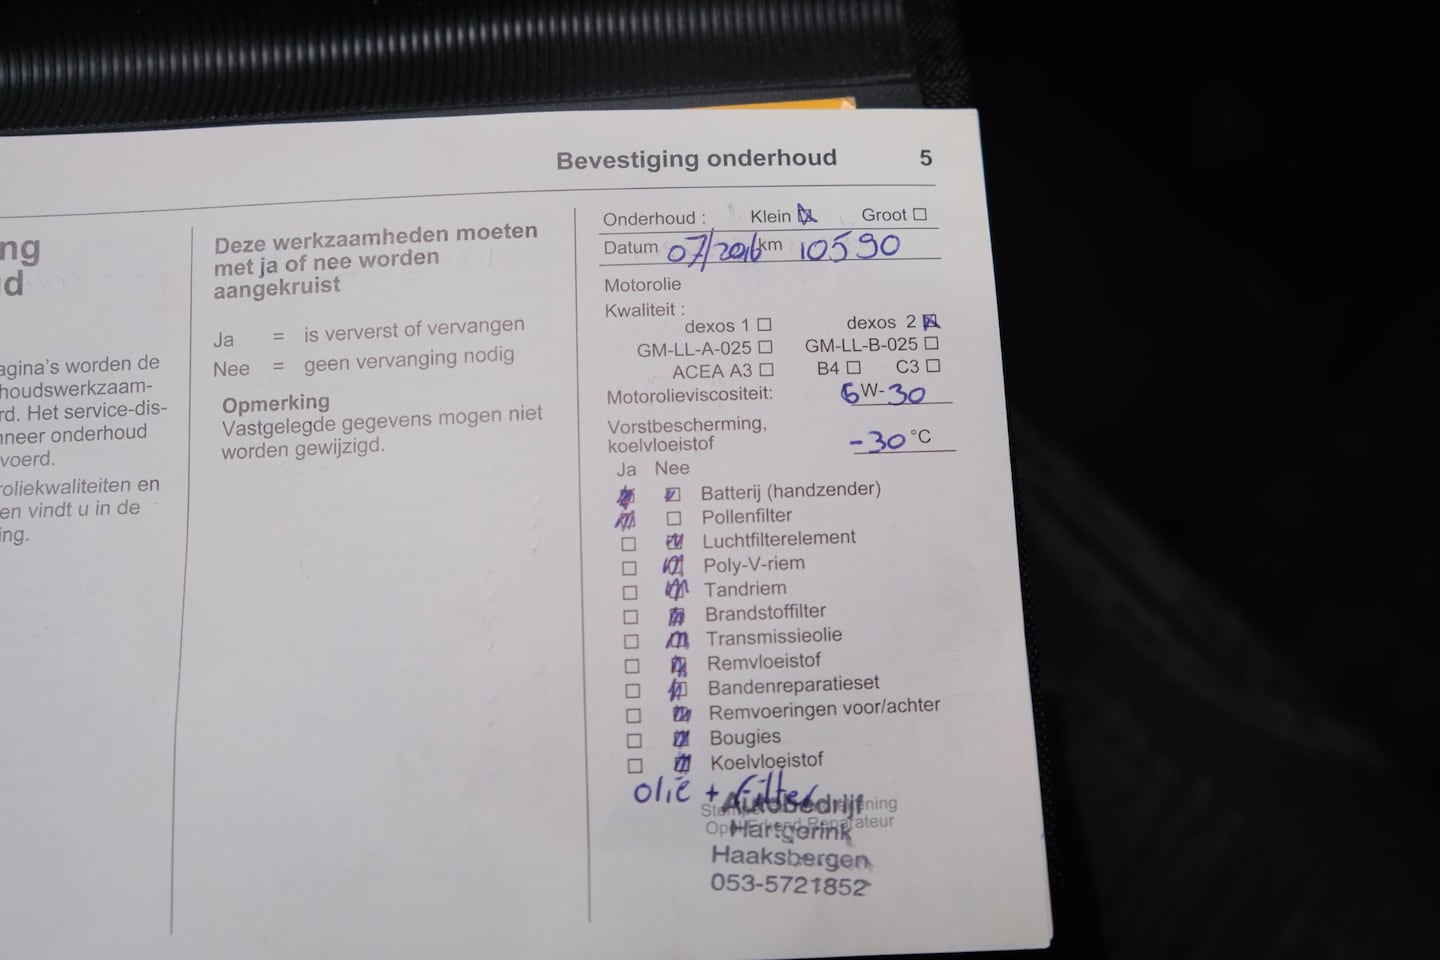 Bevestiging onderhoud 5
ng
d
agina's worden de
houdswerkzaam-
rd. Het service-dis-
nneer onderhoud
voerd.
roliekwaliteiten en
en vindt u in de
ing.
Deze werkzaamheden moeten
met ja of nee worden
aangekruist
Ja = is ververst of vervangen
Nee = geen vervanging nodig
Opmerking
Vastgelegde gegevens mogen niet
worden gewijzigd.
Onderhoud : Klein Groot
Datum 07/2016 km 10590
Motorolie
Kwaliteit :
dexos 1 dexos 2
GM-LL-A-025 GM-LL-B-025
ACEA A3 B4 C3
Motorolieviscositeit: 5W-30
Vorstbescherming,
koelvloeistof -30 °C
Ja Nee
Batterij (handzender)
Pollenfilter
Luchtfilterelement
Poly-V-riem
Tandriem
Brandstoffilter
Transmissieolie
Remvloeistof
Bandenreparatieset
Remvoeringen voor/achter
Bougies
Koelvloeistof
olie + filter
Autobedrijf
Hartgerink
Haaksbergen
053-5721852